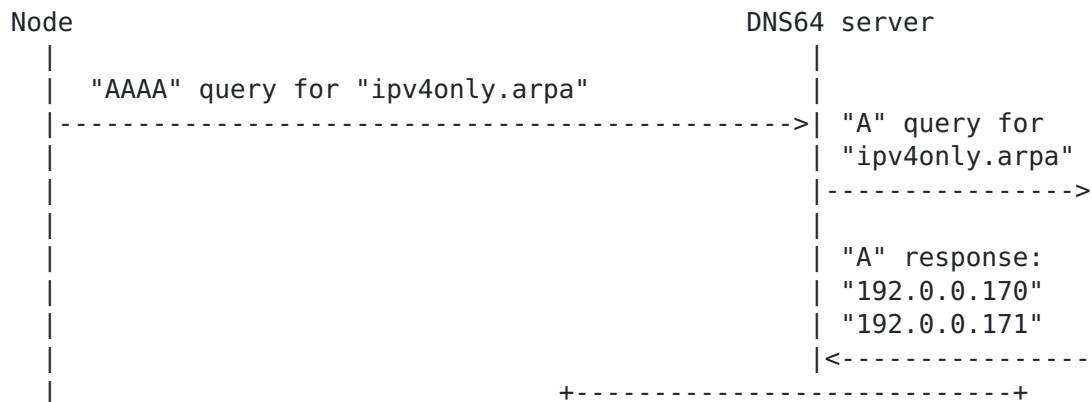 Node DNS64 server
"AAAA" query for "ipv4only.arpa"
"A" query for
"ipv4only.arpa"
"A" response:
"192.0.0.170"
"192.0.0.171"